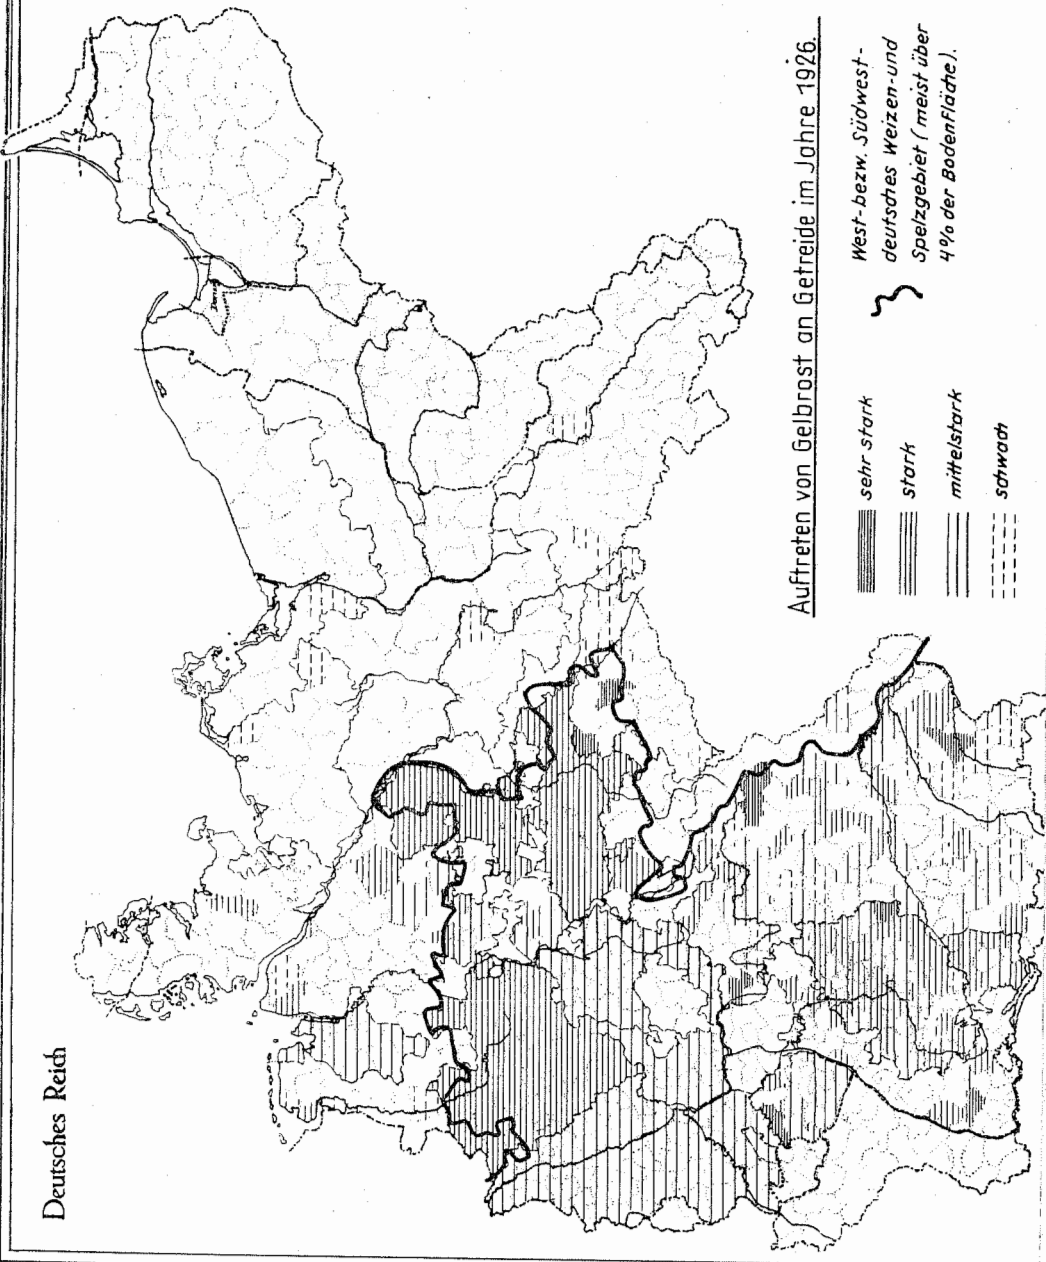 Deutsches Reich
Auftreten von Gelbrost an Getreide im Jahre 1926.
sehr stark
stark
mittelstark
schwach
West- bezw. Südwest-
deutsches Weizen- und
Spelzgebiet (meist über
4% der Bodenfläche).